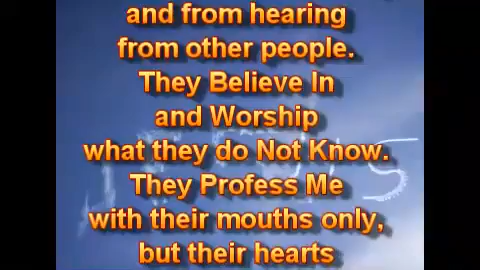 and from hearing
from other people.
They Believe In
and Worship
what they do Not Know.
They Profess Me
with their mouths only,
but their hearts